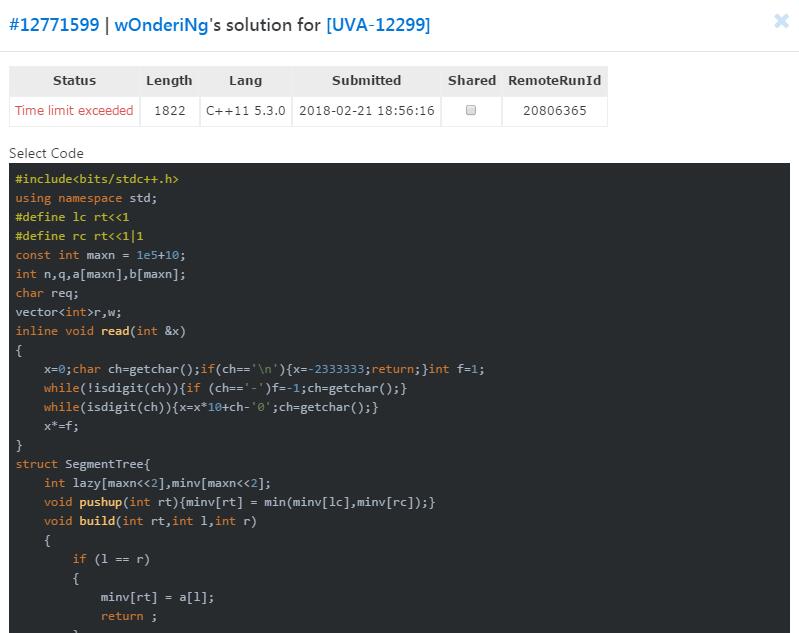 #12771599 | wOnderiNg's solution for [UVA-12299]
Status Length Lang Submitted Shared RemoteRunId
Time limit exceeded 1822 C++11 5.3.0 2018-02-21 18:56:16 20806365
Select Code
#include<bits/stdc++.h>
using namespace std;
#define lc rt<<1
#define rc rt<<1|1
const int maxn = 1e5+10;
int n,q,a[maxn],b[maxn];
char req;
vector<int>r,w;
inline void read(int &x)
{
    x=0;char ch=getchar();if(ch=='\n'){x=-2333333;return;}int f=1;
    while(!isdigit(ch)){if (ch=='-')f=-1;ch=getchar();}
    while(isdigit(ch)){x=x*10+ch-'0';ch=getchar();}
    x*=f;
}
struct SegmentTree{
    int lazy[maxn<<2],minv[maxn<<2];
    void pushup(int rt){minv[rt] = min(minv[lc],minv[rc]);}
    void build(int rt,int l,int r)
    {
        if (l == r)
        {
            minv[rt] = a[l];
            return ;
        }